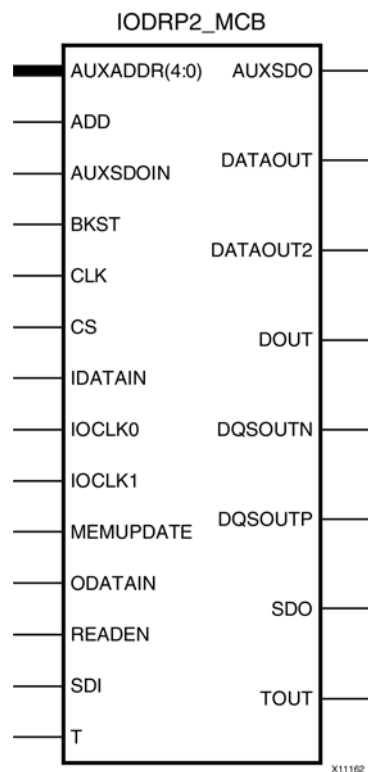 IODRP2_MCB
AUXADDR(4:0) AUXSDO
ADD
DATAOUT
AUXSDOIN
BKST
DATAOUT2
CLK
CS
DOUT
IDATAIN
IOCLK0 DQSOUTN
IOCLK1
DQSOUTP
MEMUPDATE
ODATAIN
SDO
READEN
SDI
TOUT
T
X11162